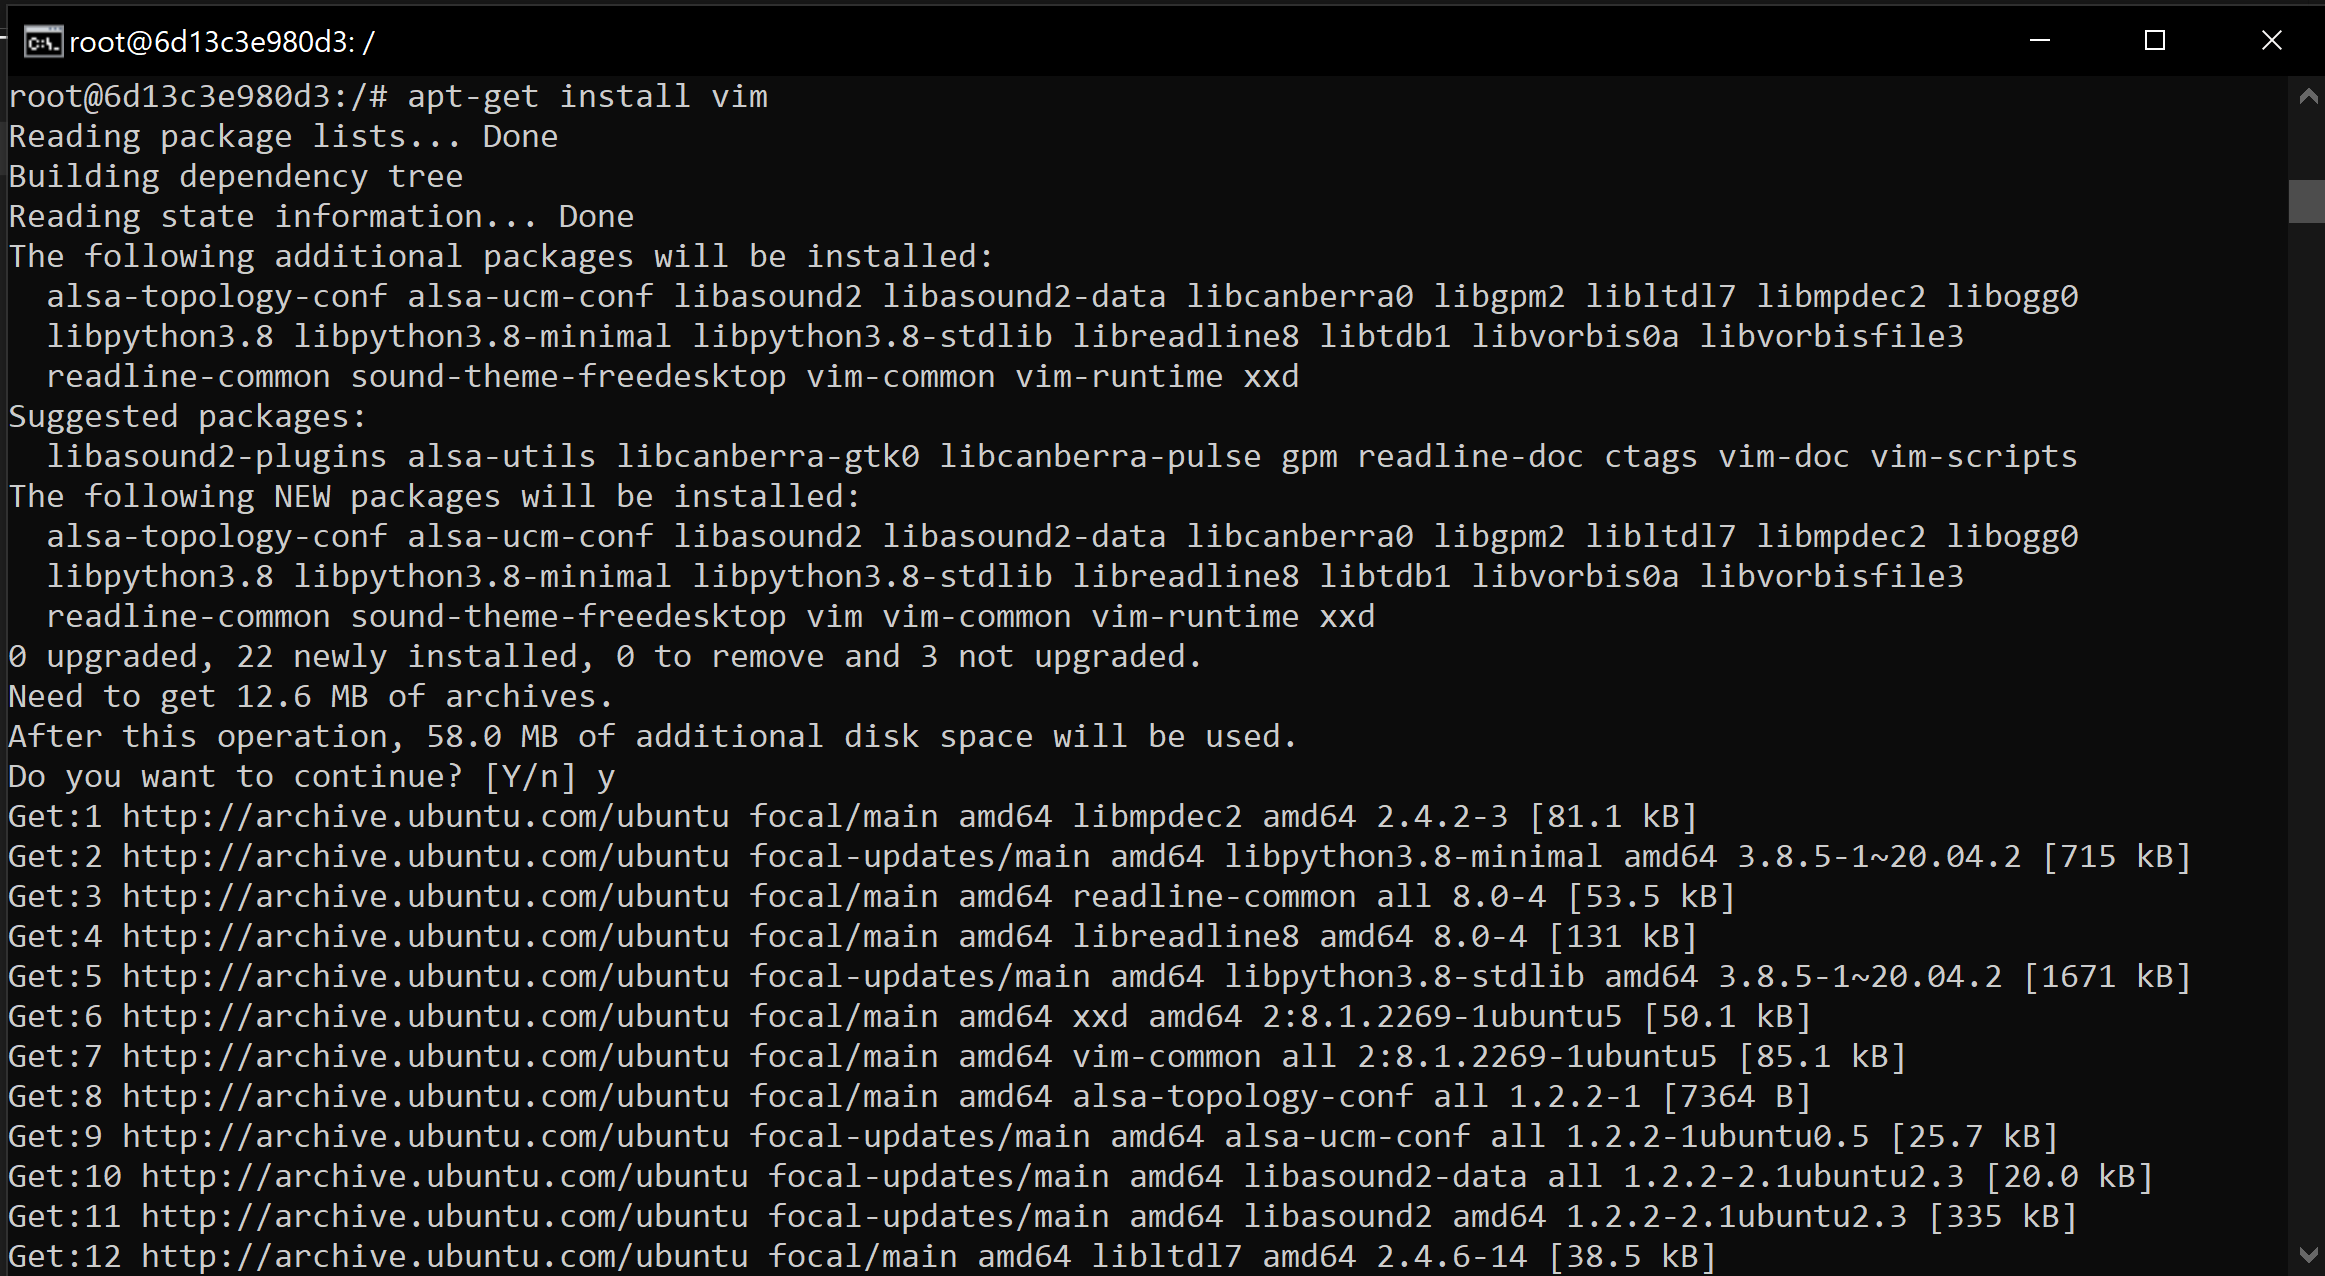 root@6d13c3e980d3: /
root@6d13c3e980d3:/# apt-get install vim
Reading package lists... Done
Building dependency tree
Reading state information... Done
The following additional packages will be installed:
  alsa-topology-conf alsa-ucm-conf libasound2 libasound2-data libcanberra0 libgpm2 libltdl7 libmpdec2 libogg0
  libpython3.8 libpython3.8-minimal libpython3.8-stdlib libreadline8 libtdb1 libvorbis0a libvorbisfile3
  readline-common sound-theme-freedesktop vim-common vim-runtime xxd
Suggested packages:
  libasound2-plugins alsa-utils libcanberra-gtk0 libcanberra-pulse gpm readline-doc ctags vim-doc vim-scripts
The following NEW packages will be installed:
  alsa-topology-conf alsa-ucm-conf libasound2 libasound2-data libcanberra0 libgpm2 libltdl7 libmpdec2 libogg0
  libpython3.8 libpython3.8-minimal libpython3.8-stdlib libreadline8 libtdb1 libvorbis0a libvorbisfile3
  readline-common sound-theme-freedesktop vim vim-common vim-runtime xxd
0 upgraded, 22 newly installed, 0 to remove and 3 not upgraded.
Need to get 12.6 MB of archives.
After this operation, 58.0 MB of additional disk space will be used.
Do you want to continue? [Y/n] y
Get:1 http://archive.ubuntu.com/ubuntu focal/main amd64 libmpdec2 amd64 2.4.2-3 [81.1 kB]
Get:2 http://archive.ubuntu.com/ubuntu focal-updates/main amd64 libpython3.8-minimal amd64 3.8.5-1~20.04.2 [715 kB]
Get:3 http://archive.ubuntu.com/ubuntu focal/main amd64 readline-common all 8.0-4 [53.5 kB]
Get:4 http://archive.ubuntu.com/ubuntu focal/main amd64 libreadline8 amd64 8.0-4 [131 kB]
Get:5 http://archive.ubuntu.com/ubuntu focal-updates/main amd64 libpython3.8-stdlib amd64 3.8.5-1~20.04.2 [1671 kB]
Get:6 http://archive.ubuntu.com/ubuntu focal/main amd64 xxd amd64 2:8.1.2269-1ubuntu5 [50.1 kB]
Get:7 http://archive.ubuntu.com/ubuntu focal/main amd64 vim-common all 2:8.1.2269-1ubuntu5 [85.1 kB]
Get:8 http://archive.ubuntu.com/ubuntu focal/main amd64 alsa-topology-conf all 1.2.2-1 [7364 B]
Get:9 http://archive.ubuntu.com/ubuntu focal-updates/main amd64 alsa-ucm-conf all 1.2.2-1ubuntu0.5 [25.7 kB]
Get:10 http://archive.ubuntu.com/ubuntu focal-updates/main amd64 libasound2-data all 1.2.2-2.1ubuntu2.3 [20.0 kB]
Get:11 http://archive.ubuntu.com/ubuntu focal-updates/main amd64 libasound2 amd64 1.2.2-2.1ubuntu2.3 [335 kB]
Get:12 http://archive.ubuntu.com/ubuntu focal/main amd64 libltdl7 amd64 2.4.6-14 [38.5 kB]